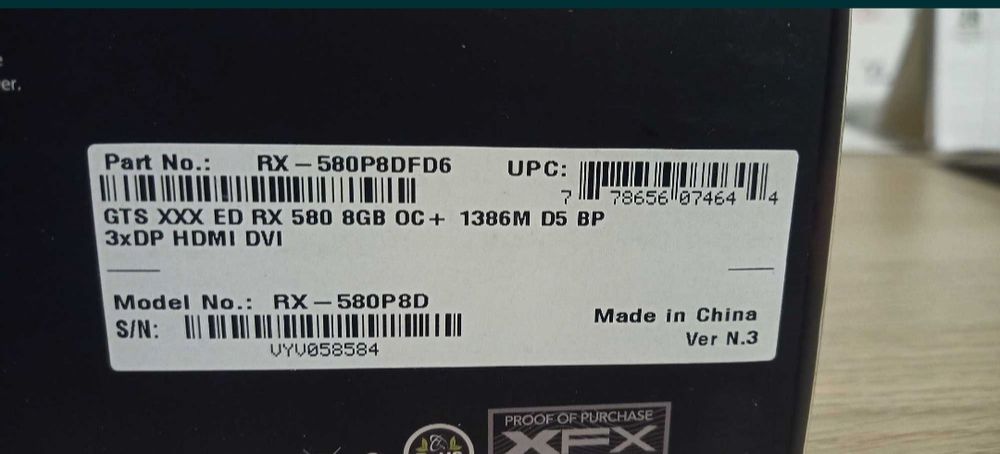 er.
Part No.: RX-580P8DFD6
UPC:
7 78656 07464 4
GTS XXX ED RX 580 8GB OC+ 1386M D5 BP
3xDP HDMI DVI
Model No.: RX-580P8D
S/N:
VYV058584
Made in China
Ver N.3
PROOF OF PURCHASE
XFX